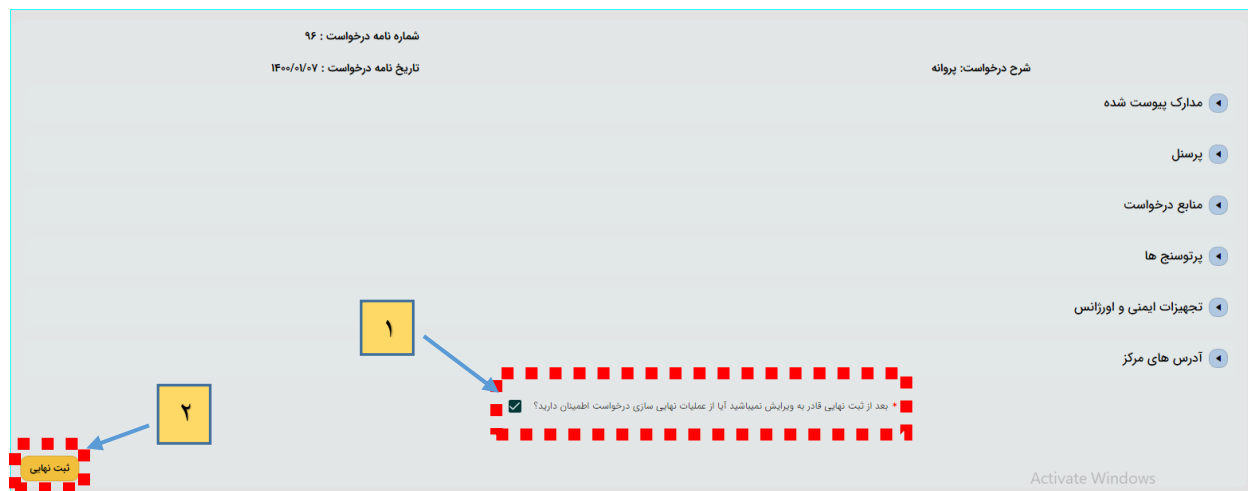 شماره نامه درخواست : ۹۶
شرح درخواست: پروانه
تاریخ نامه درخواست : ۱۴۰۰/۰۱/۰۷
مدارک پیوست شده
پرسنل
منابع درخواست
پرتوسنج ها
تجهیزات ایمنی و اورژانس
آدرس های مرکز
۱
* بعد از ثبت نهایی قادر به ویرایش نمیباشید آیا از عملیات نهایی سازی درخواست اطمینان دارید؟
۲
ثبت نهایی
Activate Windows